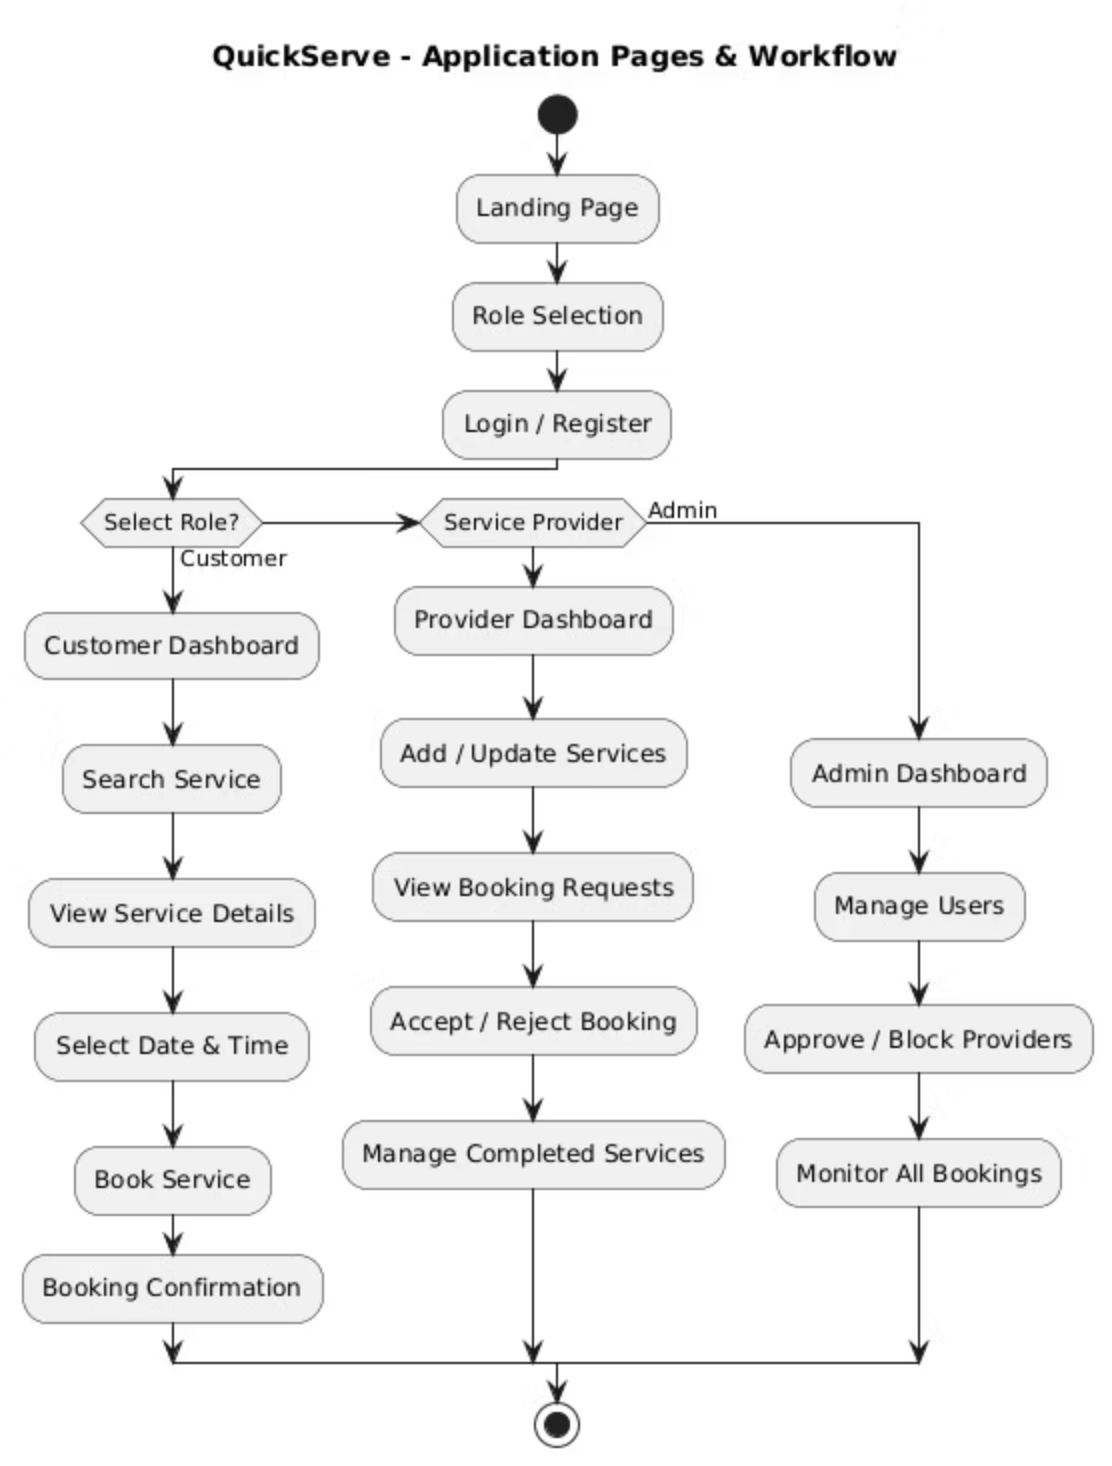 QuickServe - Application Pages & Workflow
Landing Page
Role Selection
Login / Register
Select Role?
Customer
Service Provider
Admin
Customer Dashboard
Search Service
View Service Details
Select Date & Time
Book Service
Booking Confirmation
Provider Dashboard
Add / Update Services
View Booking Requests
Accept / Reject Booking
Manage Completed Services
Admin Dashboard
Manage Users
Approve / Block Providers
Monitor All Bookings